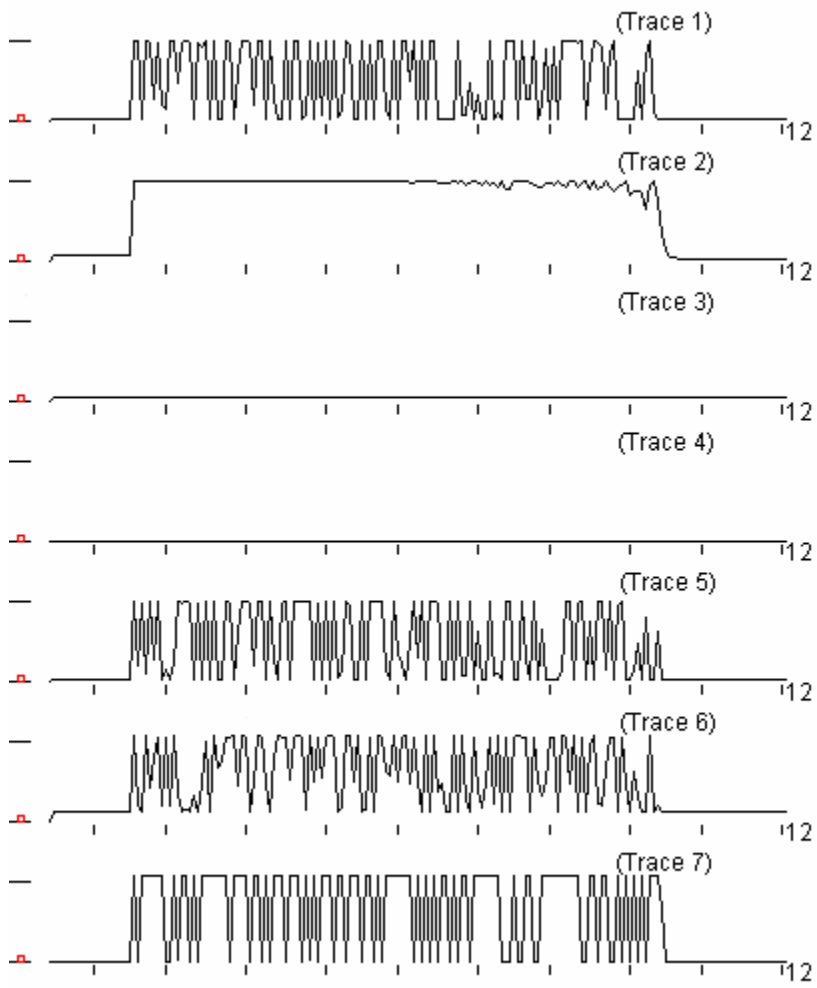 (Trace 1)
12
(Trace 2)
12
(Trace 3)
12
(Trace 4)
12
(Trace 5)
12
(Trace 6)
12
(Trace 7)
12